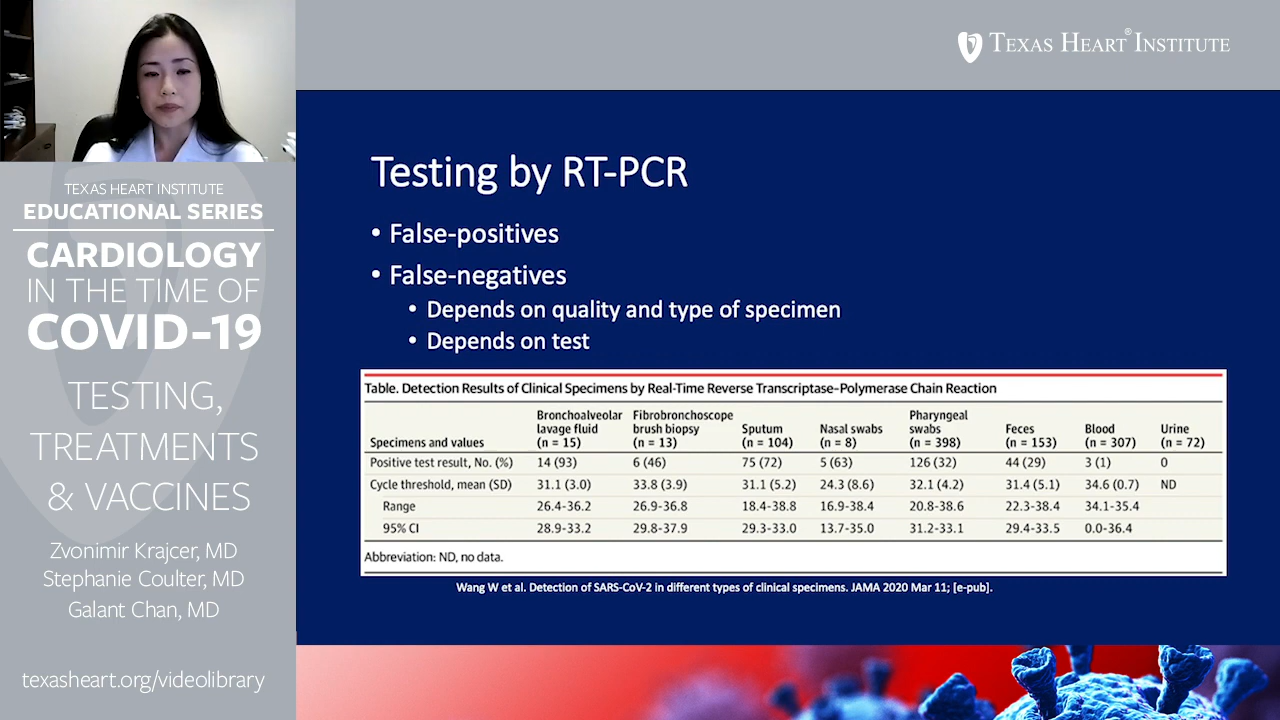 TEXAS HEART® INSTITUTE
TEXAS HEART INSTITUTE
EDUCATIONAL SERIES
CARDIOLOGY
IN THE TIME OF
COVID-19
TESTING,
TREATMENTS
& VACCINES
Zvonimir Krajcer, MD
Stephanie Coulter, MD
Galant Chan, MD
texasheart.org/videolibrary
Testing by RT-PCR
• False-positives
• False-negatives
• Depends on quality and type of specimen
• Depends on test
Table. Detection Results of Clinical Specimens by Real-Time Reverse Transcriptase–Polymerase Chain Reaction
Specimens and values Bronchoalveolar lavage fluid (n = 15) Fibrobronchoscope brush biopsy (n = 13) Sputum (n = 104) Nasal swabs (n = 8) Pharyngeal swabs (n = 398) Feces (n = 153) Blood (n = 307) Urine (n = 72)
Positive test result, No. (%) 14 (93) 6 (46) 75 (72) 5 (63) 126 (32) 44 (29) 3 (1) 0
Cycle threshold, mean (SD) 31.1 (3.0) 33.8 (3.9) 31.1 (5.2) 24.3 (8.6) 32.1 (4.2) 31.4 (5.1) 34.6 (0.7) ND
Range 26.4-36.2 26.9-36.8 18.4-38.8 16.9-38.4 20.8-38.6 22.3-38.4 34.1-35.4
95% CI 28.9-33.2 29.8-37.9 29.3-33.0 13.7-35.0 31.2-33.1 29.4-33.5 0.0-36.4
Abbreviation: ND, no data.
Wang W et al. Detection of SARS-CoV-2 in different types of clinical specimens. JAMA 2020 Mar 11; [e-pub].